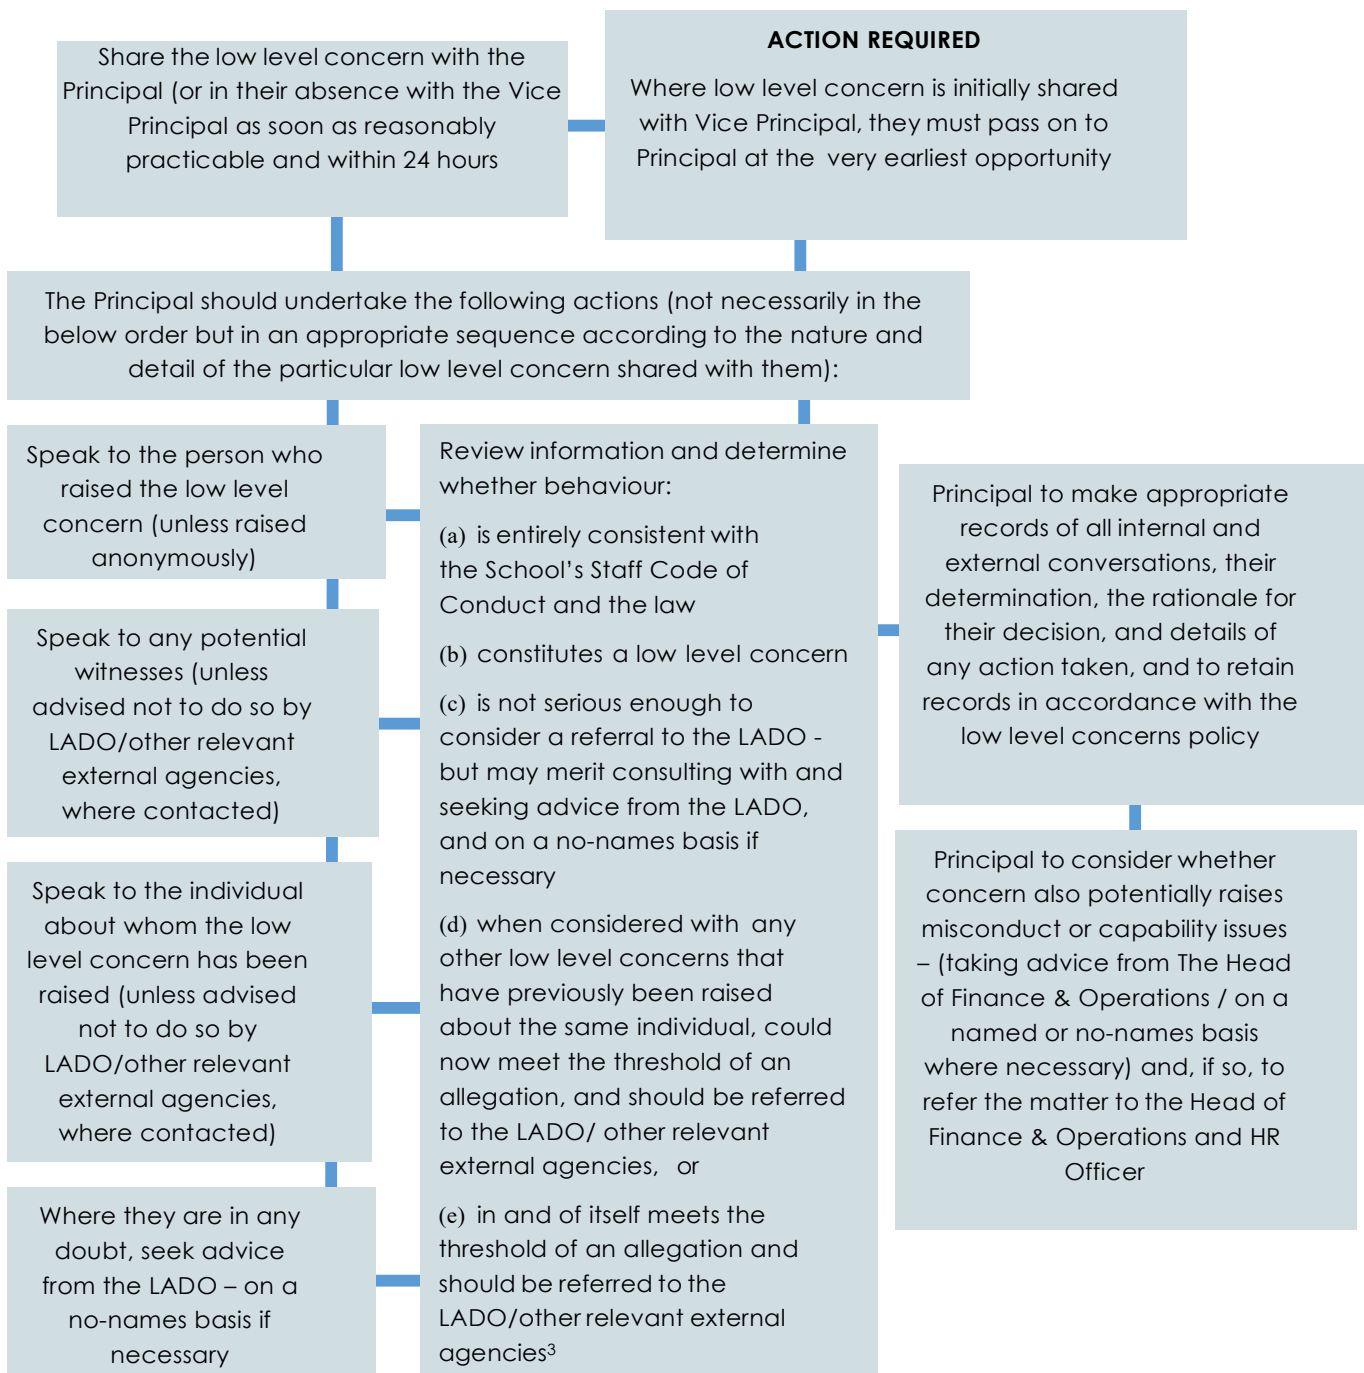 Share the low level concern with the
Principal (or in their absence with the Vice
Principal as soon as reasonably
practicable and within 24 hours
ACTION REQUIRED
Where low level concern is initially shared
with Vice Principal, they must pass on to
Principal at the very earliest opportunity
The Principal should undertake the following actions (not necessarily in the
below order but in an appropriate sequence according to the nature and
detail of the particular low level concern shared with them):
Speak to the person who
raised the low level
concern (unless raised
anonymously)
Speak to any potential
witnesses (unless
advised not to do so by
LADO/other relevant
external agencies,
where contacted)
Speak to the individual
about whom the low
level concern has been
raised (unless advised
not to do so by
LADO/other relevant
external agencies,
where contacted)
Where they are in any
doubt, seek advice
from the LADO – on a
no-names basis if
necessary
Review information and determine
whether behaviour:
(a) is entirely consistent with
the School’s Staff Code of
Conduct and the law
(b) constitutes a low level concern
(c) is not serious enough to
consider a referral to the LADO -
but may merit consulting with and
seeking advice from the LADO,
and on a no-names basis if
necessary
(d) when considered with any
other low level concerns that
have previously been raised
about the same individual, could
now meet the threshold of an
allegation, and should be referred
to the LADO/ other relevant
external agencies, or
(e) in and of itself meets the
threshold of an allegation and
should be referred to the
LADO/other relevant external
agencies³
Principal to make appropriate
records of all internal and
external conversations, their
determination, the rationale for
their decision, and details of
any action taken, and to retain
records in accordance with the
low level concerns policy
Principal to consider whether
concern also potentially raises
misconduct or capability issues
– (taking advice from The Head
of Finance & Operations / on a
named or no-names basis
where necessary) and, if so, to
refer the matter to the Head of
Finance & Operations and HR
Officer